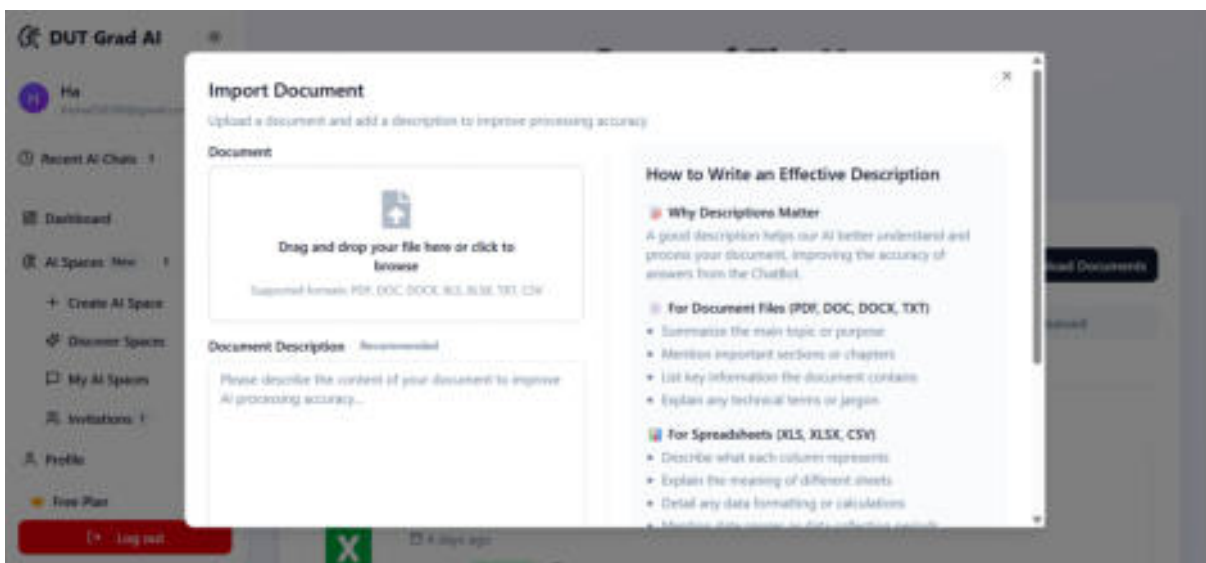 DUT Grad AI
Ha
Recent AI Chats 1
Dashboard
AI Spaces New 1
Create AI Space
Discover Spaces
My AI Spaces
Invitations 1
Profile
Free Plan
Log out
Import Document
Upload a document and add a description to improve processing accuracy
Document
Drag and drop your file here or click to
browse
Supported formats: PDF, DOC, DOCX, XLS, XLSX, TXT, CSV
Document Description Recommended
Please describe the content of your document to improve
AI processing accuracy...
How to Write an Effective Description
Why Descriptions Matter
A good description helps our AI better understand and
process your document, improving the accuracy of
answers from the ChatBot.
For Document Files (PDF, DOC, DOCX, TXT)
• Summarize the main topic or purpose
• Mention important sections or chapters
• List key information the document contains
• Explain any technical terms or jargon
For Spreadsheets (XLS, XLSX, CSV)
• Describe what each column represents
• Explain the meaning of different sheets
• Detail any data formatting or calculations
Documents
4 days ago